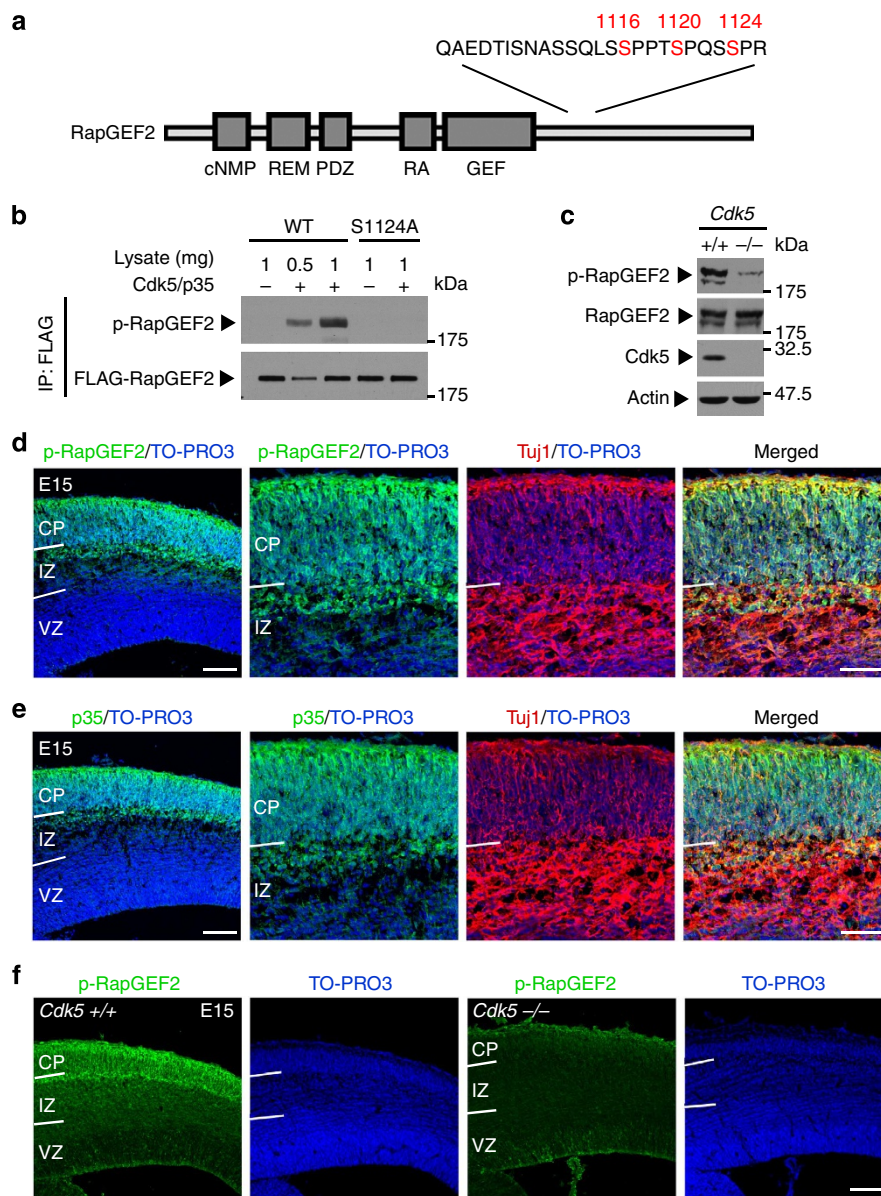 a
1116 1120 1124
QAEDTISNASSQLSSPPTSPQSSPR
RapGEF2
cNMP REM PDZ RA GEF
b
WT S1124A
Lysate (mg) 1 0.5 1 1 1
Cdk5/p35 – + + – + kDa
IP: FLAG
p-RapGEF2
175
FLAG-RapGEF2
175
c
Cdk5
+/+ –/– kDa
p-RapGEF2
175
RapGEF2
175
Cdk5
32.5
Actin
47.5
d
p-RapGEF2/TO-PRO3 p-RapGEF2/TO-PRO3 Tuj1/TO-PRO3 Merged
E15
CP
IZ
VZ
CP
IZ
e
p35/TO-PRO3 p35/TO-PRO3 Tuj1/TO-PRO3 Merged
E15
CP
IZ
VZ
CP
IZ
f
p-RapGEF2 TO-PRO3 p-RapGEF2 TO-PRO3
Cdk5 +/+ E15 Cdk5 –/–
CP
IZ
VZ
CP
IZ
VZ